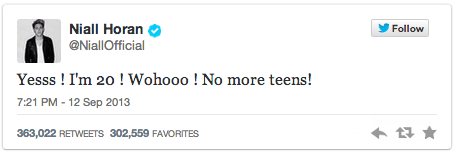 Niall Horan
Follow
@NiallOfficial
Yesss ! I'm 20 ! Wohooo ! No more teens!
7:21 PM - 12 Sep 2013
363,022 RETWEETS 302,559 FAVORITES